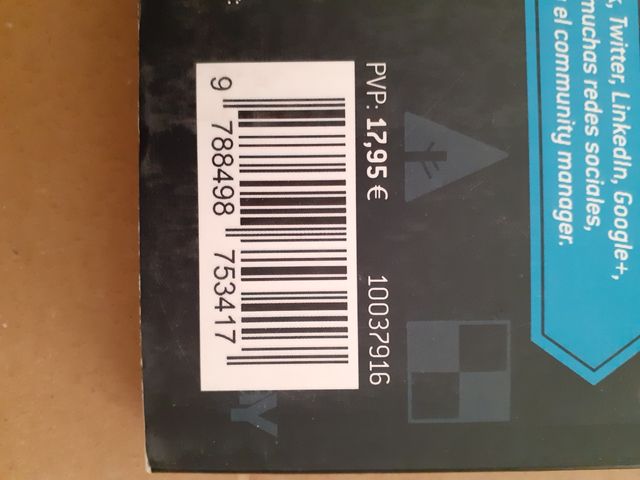 k, Twitter, LinkedIn, Google+,
muchas redes sociales,
el community manager.
PVP: 17,95 € 10037916
9 788498 753417